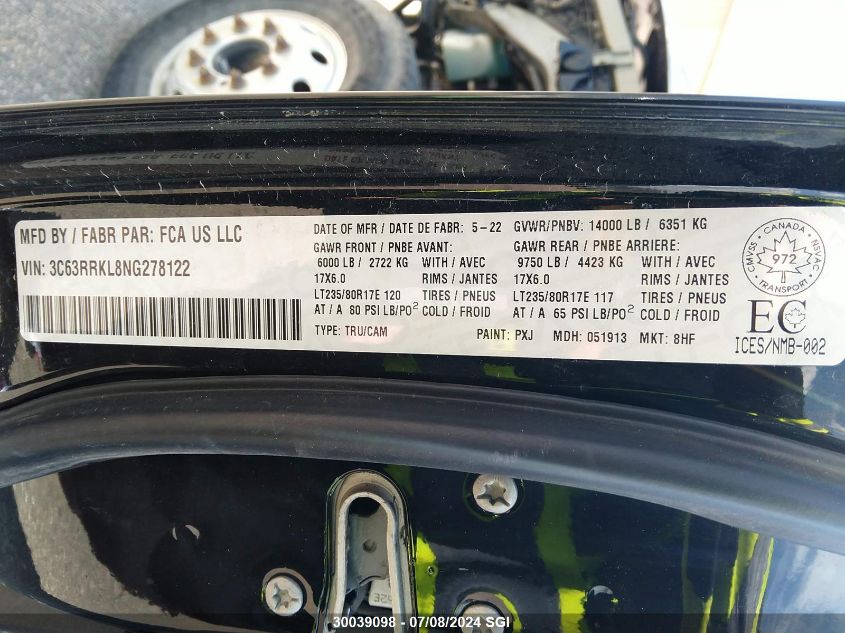 MFD BY / FABR PAR: FCA US LLC
VIN: 3C63RRKL8NG278122
DATE OF MFR / DATE DE FABR: 5-22
GVWR/PNBV: 14000 LB / 6351 KG
GAWR FRONT / PNBE AVANT:
6000 LB / 2722 KG WITH / AVEC
17X6.0 RIMS / JANTES
LT235/80R17E 120 TIRES / PNEUS
AT / A 80 PSI LB/PO² COLD / FROID
GAWR REAR / PNBE ARRIERE:
9750 LB / 4423 KG WITH / AVEC
17X6.0 RIMS / JANTES
LT235/80R17E 117 TIRES / PNEUS
AT / A 65 PSI LB/PO² COLD / FROID
TYPE: TRU/CAM PAINT: PXJ MDH: 051913 MKT: 8HF
CMVSS · CANADA · NSVAC
972
TRANSPORT
EC
ICES/NMB-002
30039098 - 07/08/2024 SGI